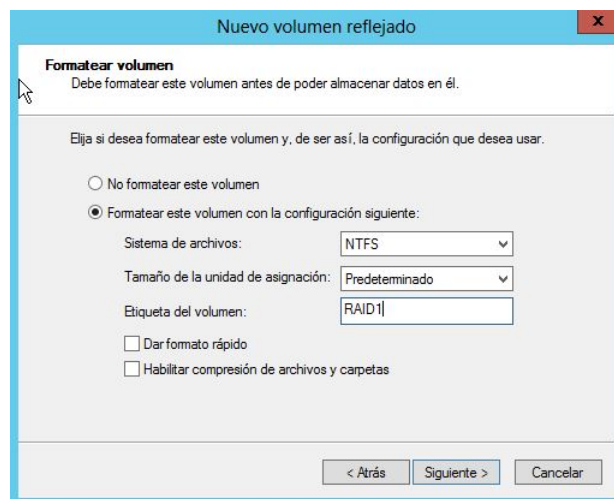 Nuevo volumen reflejado
x
Formatear volumen
Debe formatear este volumen antes de poder almacenar datos en él.
Elija si desea formatear este volumen y, de ser así, la configuración que desea usar.
No formatear este volumen
Formatear este volumen con la configuración siguiente:
Sistema de archivos: NTFS
Tamaño de la unidad de asignación: Predeterminado
Etiqueta del volumen: RAID1
Dar formato rápido
Habilitar compresión de archivos y carpetas
< Atrás Siguiente > Cancelar